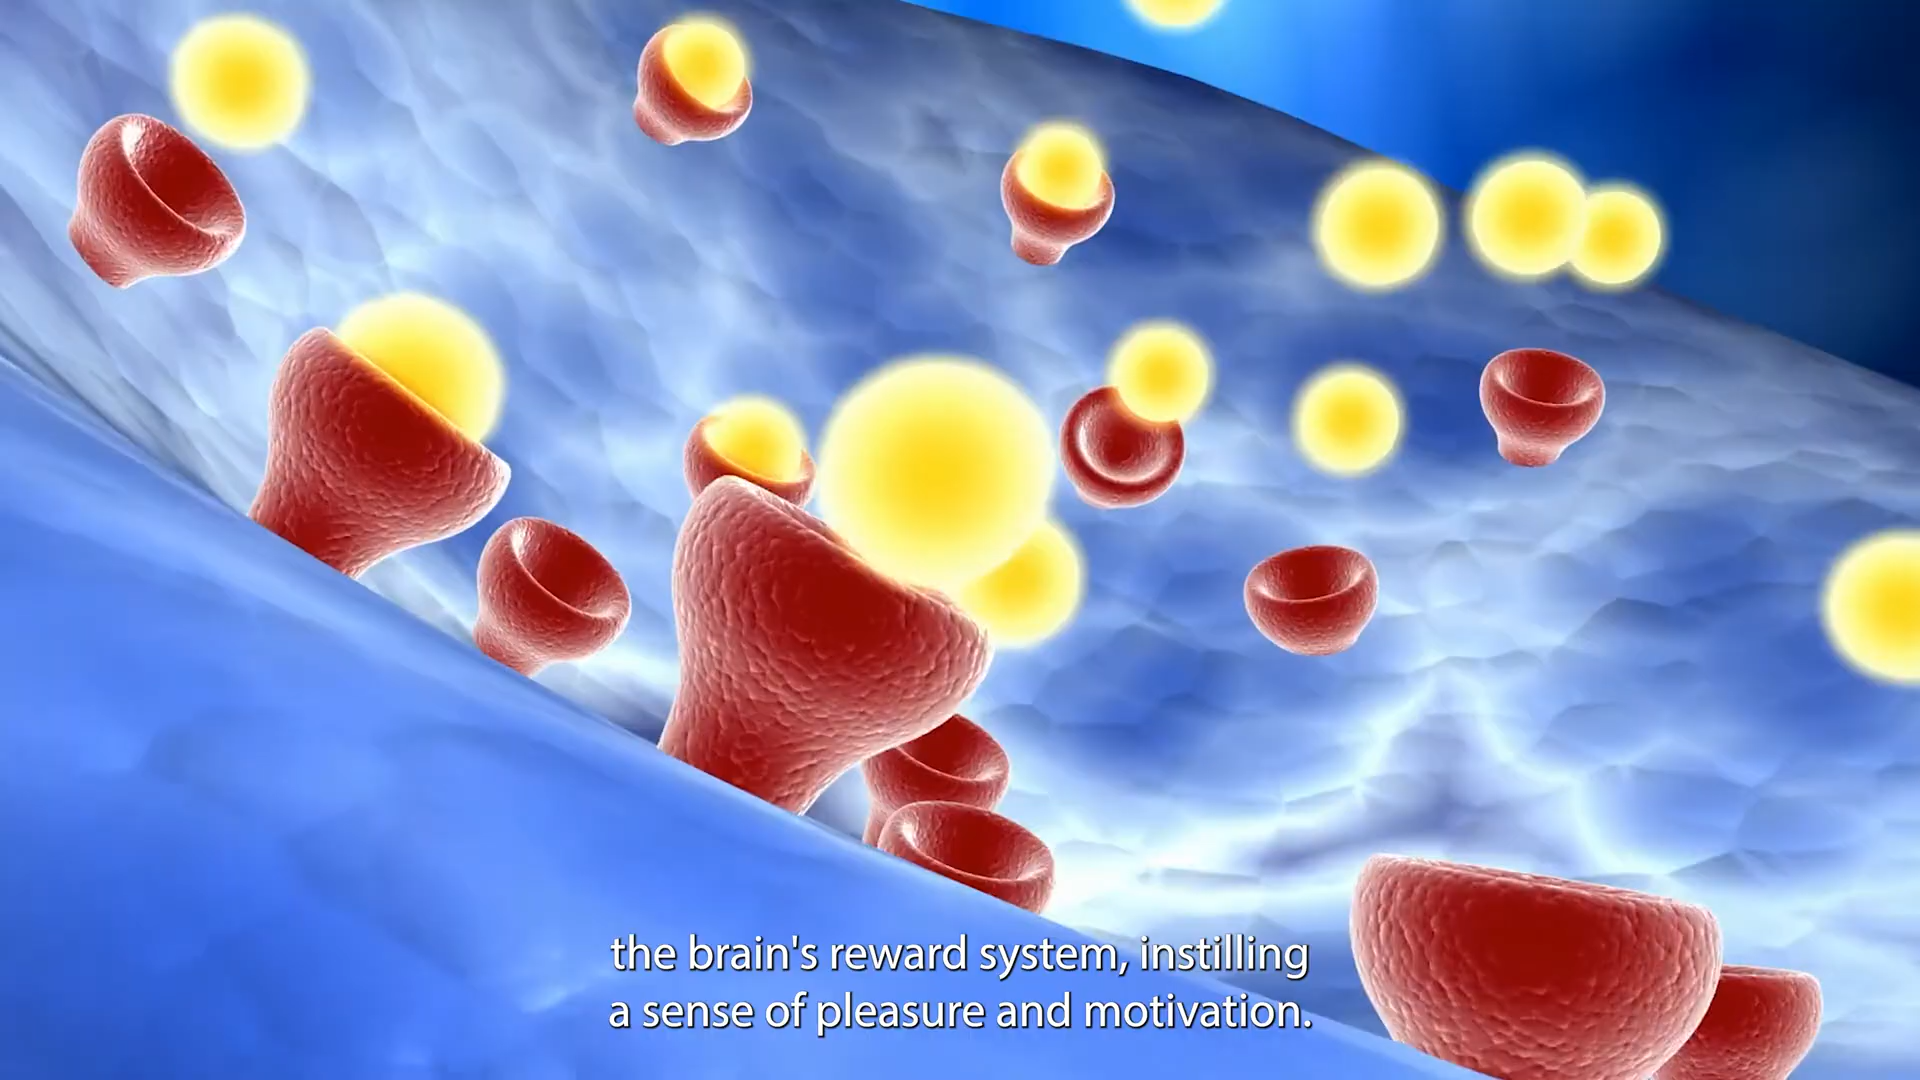 the brain's reward system, instilling
a sense of pleasure and motivation.